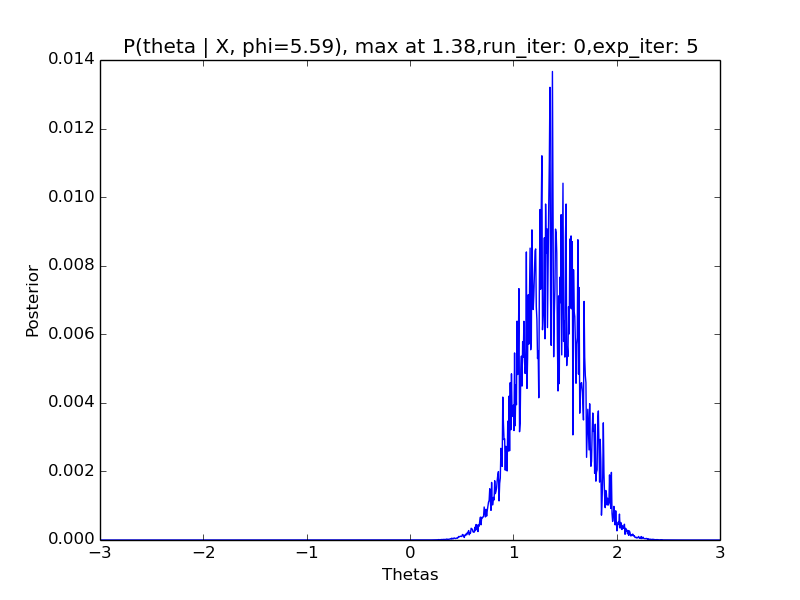 P(theta | X, phi=5.59), max at 1.38,run_iter: 0,exp_iter: 5
0.014
0.012
0.010
0.008
0.006
0.004
0.002
0.000
Posterior
−3 −2 −1 0 1 2 3
Thetas